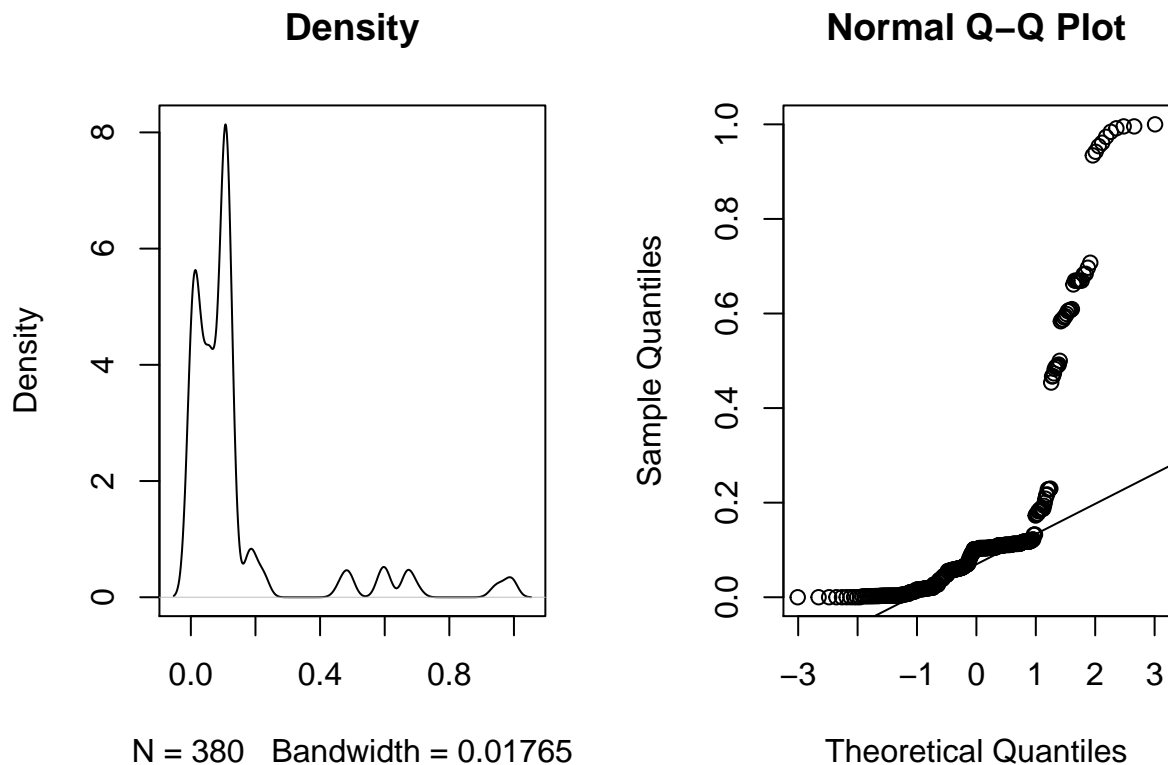 Density
Density
0 2 4 6 8
0.0 0.4 0.8
N = 380 Bandwidth = 0.01765
Normal Q−Q Plot
Sample Quantiles
0.0 0.2 0.4 0.6 0.8 1.0
−3 −1 0 1 2 3
Theoretical Quantiles